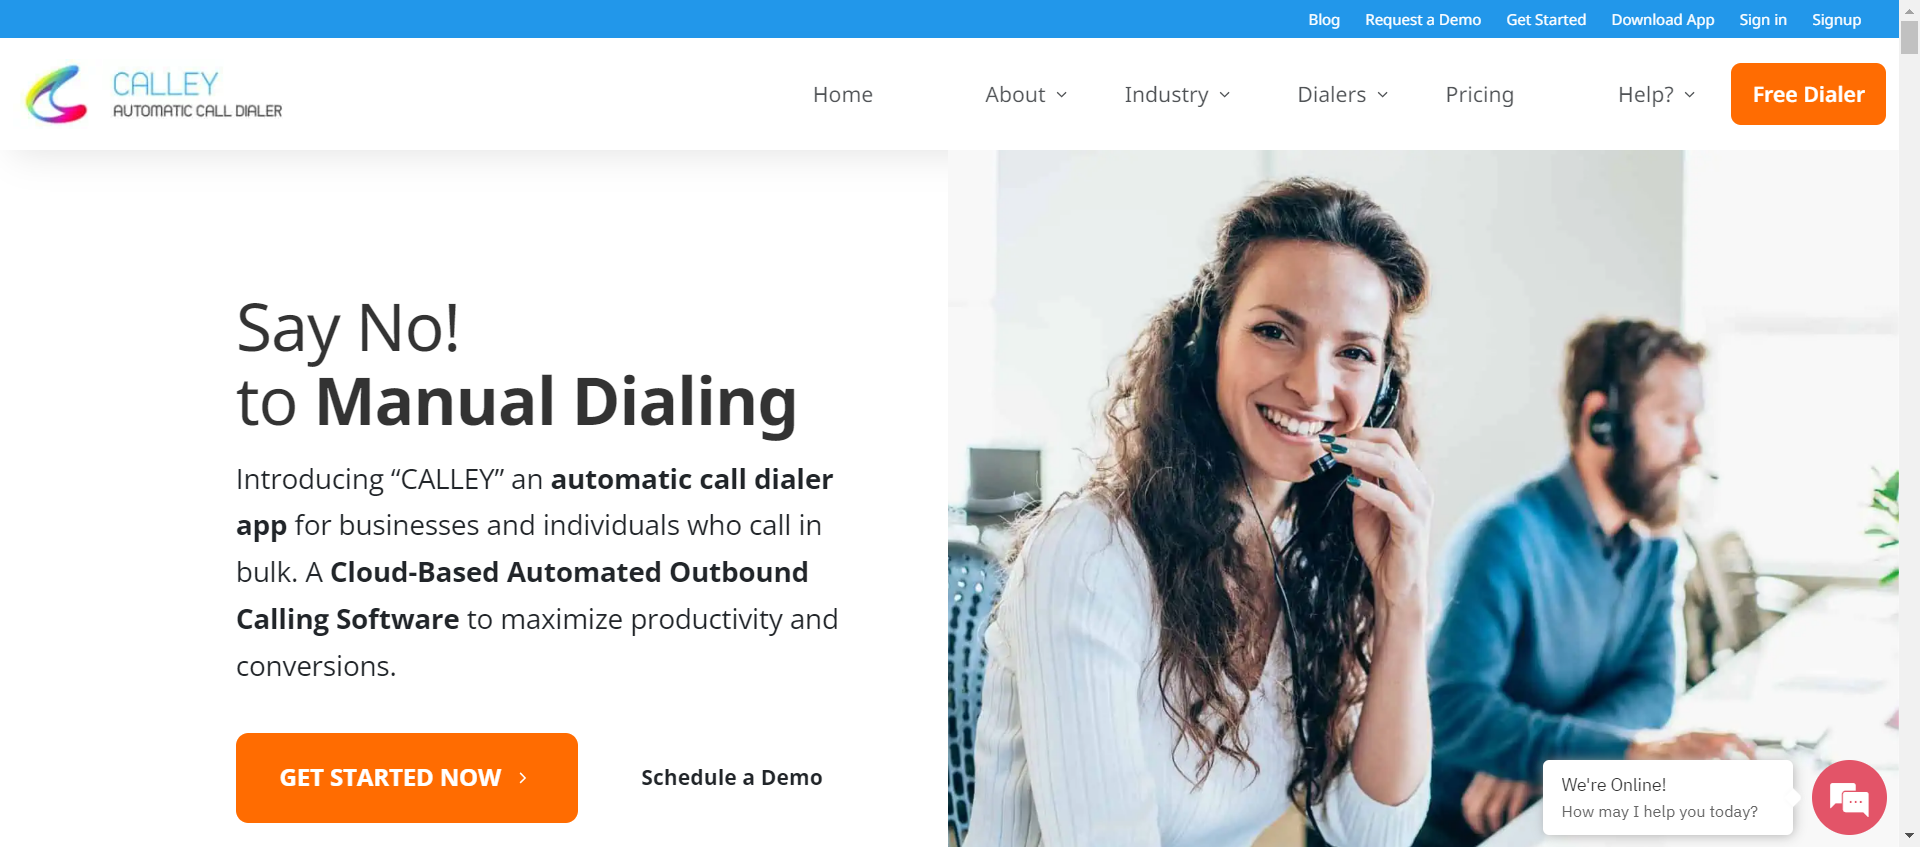 Blog Request a Demo Get Started Download App Sign in Signup
CALLEY
AUTOMATIC CALL DIALER
Home About Industry Dialers Pricing Help? Free Dialer
Say No!
to Manual Dialing
Introducing “CALLEY” an automatic call dialer
app for businesses and individuals who call in
bulk. A Cloud-Based Automated Outbound
Calling Software to maximize productivity and
conversions.
GET STARTED NOW
Schedule a Demo
We're Online!
How may I help you today?